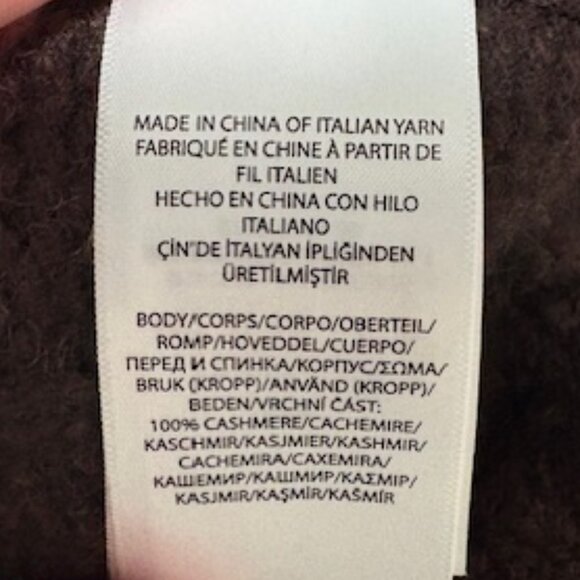 MADE IN CHINA OF ITALIAN YARN
FABRIQUÉ EN CHINE À PARTIR DE
FIL ITALIEN
HECHO EN CHINA CON HILO
ITALIANO
ÇİN"DE İTALYAN İPLİĞİNDEN
ÜRETİLMİŞTİR
BODY/CORPS/CORPO/OBERTEIL/
ROMP/HOVEDDEL/CUERPO/
ПЕРЕД И СПИНКА/КОРПУС/ΣΩΜΑ/
BRUK (KROPP)/ANVÄND (KROPP)/
BEDEN/VRCHNÍ ČÁST:
100% CASHMERE/CACHEMIRE/
KASCHMIR/KASJMIER/KASHMIR/
CACHEMIRA/CAXEMIRA/
КАШЕМИР/КАШМИР/ΚΑΣΜΙΡ/
KASJMIR/KAŞMİR/KAŠMÍR